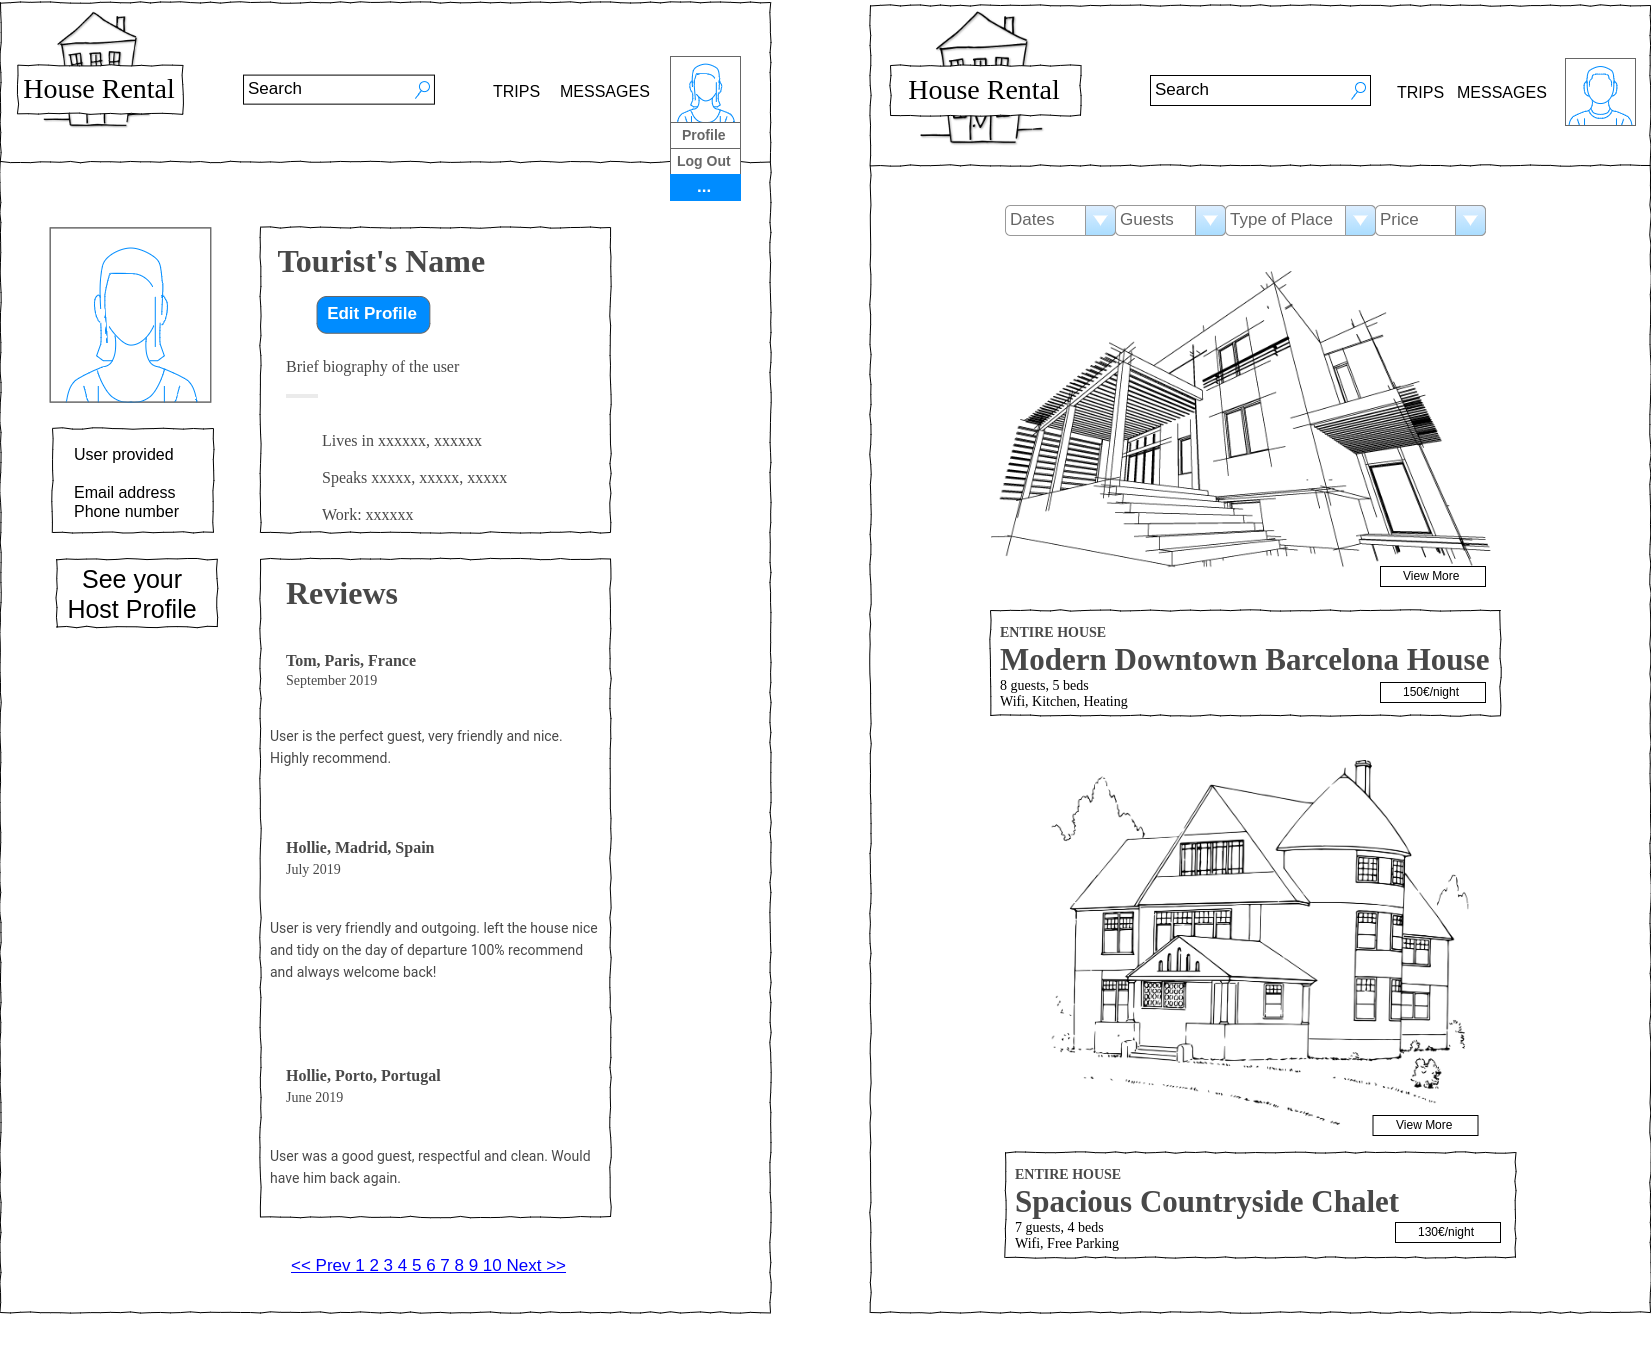 House Rental
Search
TRIPS
MESSAGES
Profile
Log Out
...
Tourist's Name
Edit Profile
Brief biography of the user
Lives in xxxxxx, xxxxxx
Speaks xxxxx, xxxxx, xxxxx
Work: xxxxxx
User provided
Email address
Phone number
See your
Host Profile
Reviews
Tom, Paris, France
September 2019
User is the perfect guest, very friendly and nice.
Highly recommend.
Hollie, Madrid, Spain
July 2019
User is very friendly and outgoing. left the house nice
and tidy on the day of departure 100% recommend
and always welcome back!
Hollie, Porto, Portugal
June 2019
User was a good guest, respectful and clean. Would
have him back again.
<< Prev 1 2 3 4 5 6 7 8 9 10 Next >>
House Rental
Search
TRIPS
MESSAGES
Dates
Guests
Type of Place
Price
View More
ENTIRE HOUSE
Modern Downtown Barcelona House
8 guests, 5 beds
Wifi, Kitchen, Heating
150€/night
View More
ENTIRE HOUSE
Spacious Countryside Chalet
7 guests, 4 beds
Wifi, Free Parking
130€/night